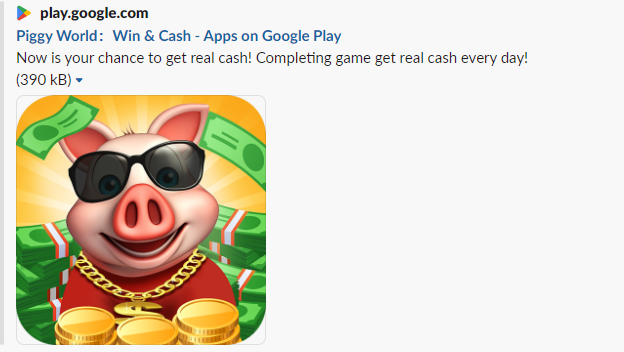 play.google.com
Piggy World： Win & Cash - Apps on Google Play
Now is your chance to get real cash! Completing game get real cash every day!
(390 kB)